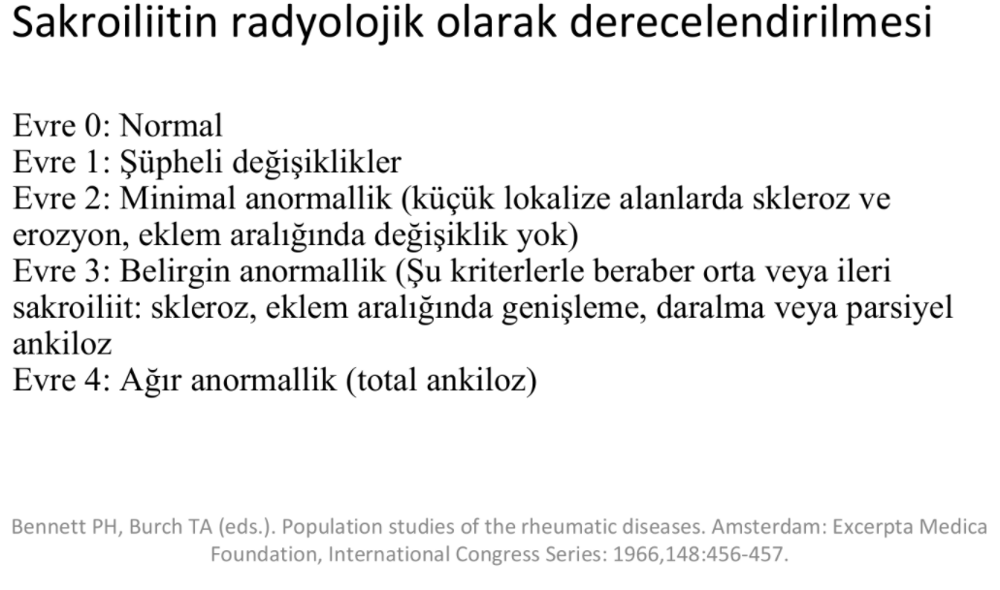 Sakroiliitin radyolojik olarak derecelendirilmesi
Evre 0: Normal
Evre 1: Şüpheli değişiklikler
Evre 2: Minimal anormallik (küçük lokalize alanlarda skleroz ve
erozyon, eklem aralığında değişiklik yok)
Evre 3: Belirgin anormallik (Şu kriterlerle beraber orta veya ileri
sakroiliit: skleroz, eklem aralığında genişleme, daralma veya parsiyel
ankiloz
Evre 4: Ağır anormallik (total ankiloz)
Bennett PH, Burch TA (eds.). Population studies of the rheumatic diseases. Amsterdam: Excerpta Medica
Foundation, International Congress Series: 1966,148:456-457.